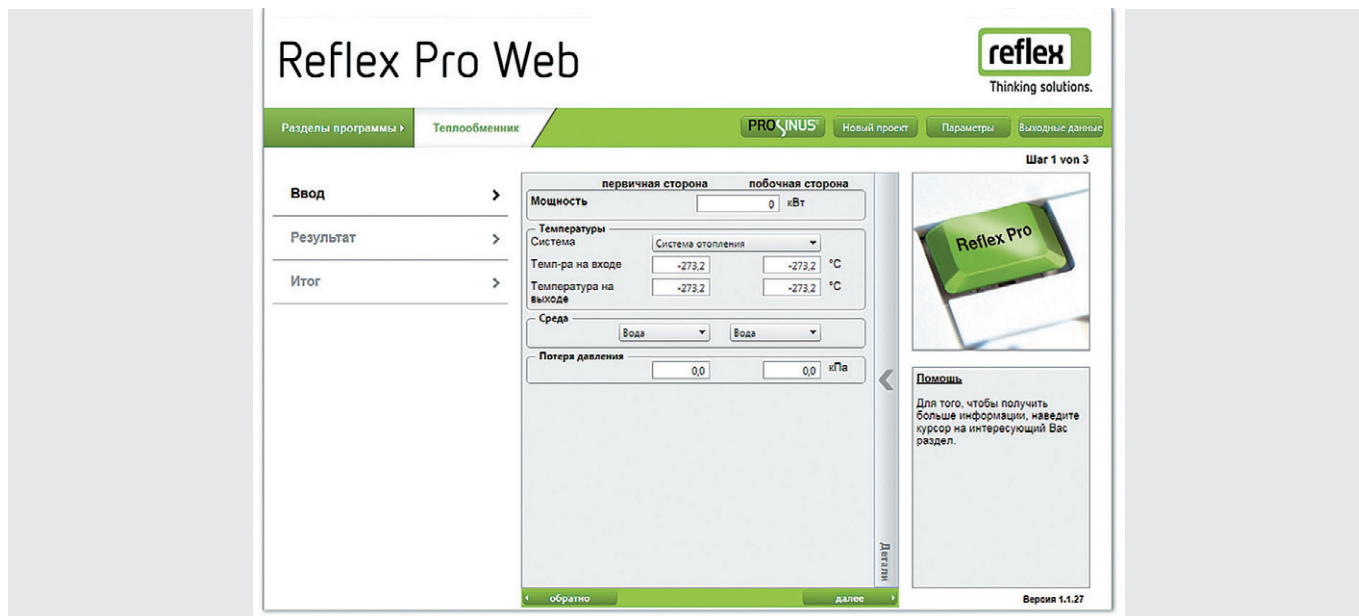 Reflex Pro Web
reflex
Thinking solutions.
Разделы программы
Теплообменник
PROSINUS®
Новый проект
Параметры
Выходные данные
Шаг 1 von 3
Ввод
Результат
Итог
первичная сторона побочная сторона
Мощность 0 кВт
Температуры
Система Система отопления
Темп-ра на входе -273,2 -273,2 °C
Температура на -273,2 -273,2 °C
выходе
Среда
Вода Вода
Потеря давления
0,0 0,0 кПа
Детали
обратно далее
Reflex Pro
Помощь
Для того, чтобы получить
больше информации, наведите
курсор на интересующий Вас
раздел.
Версия 1.1.27